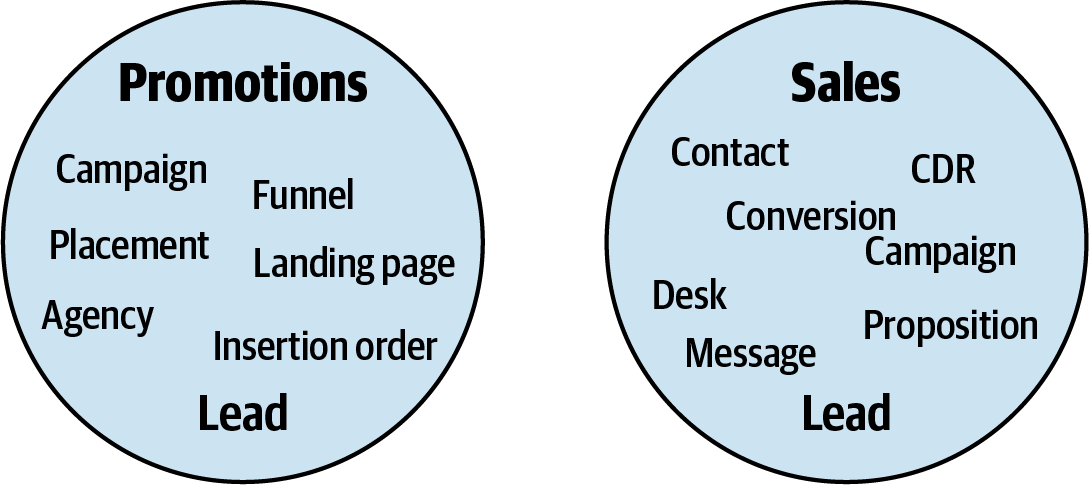 Promotions
Campaign
Funnel
Placement
Landing page
Agency
Insertion order
Lead
Sales
Contact
CDR
Conversion
Campaign
Desk
Proposition
Message
Lead